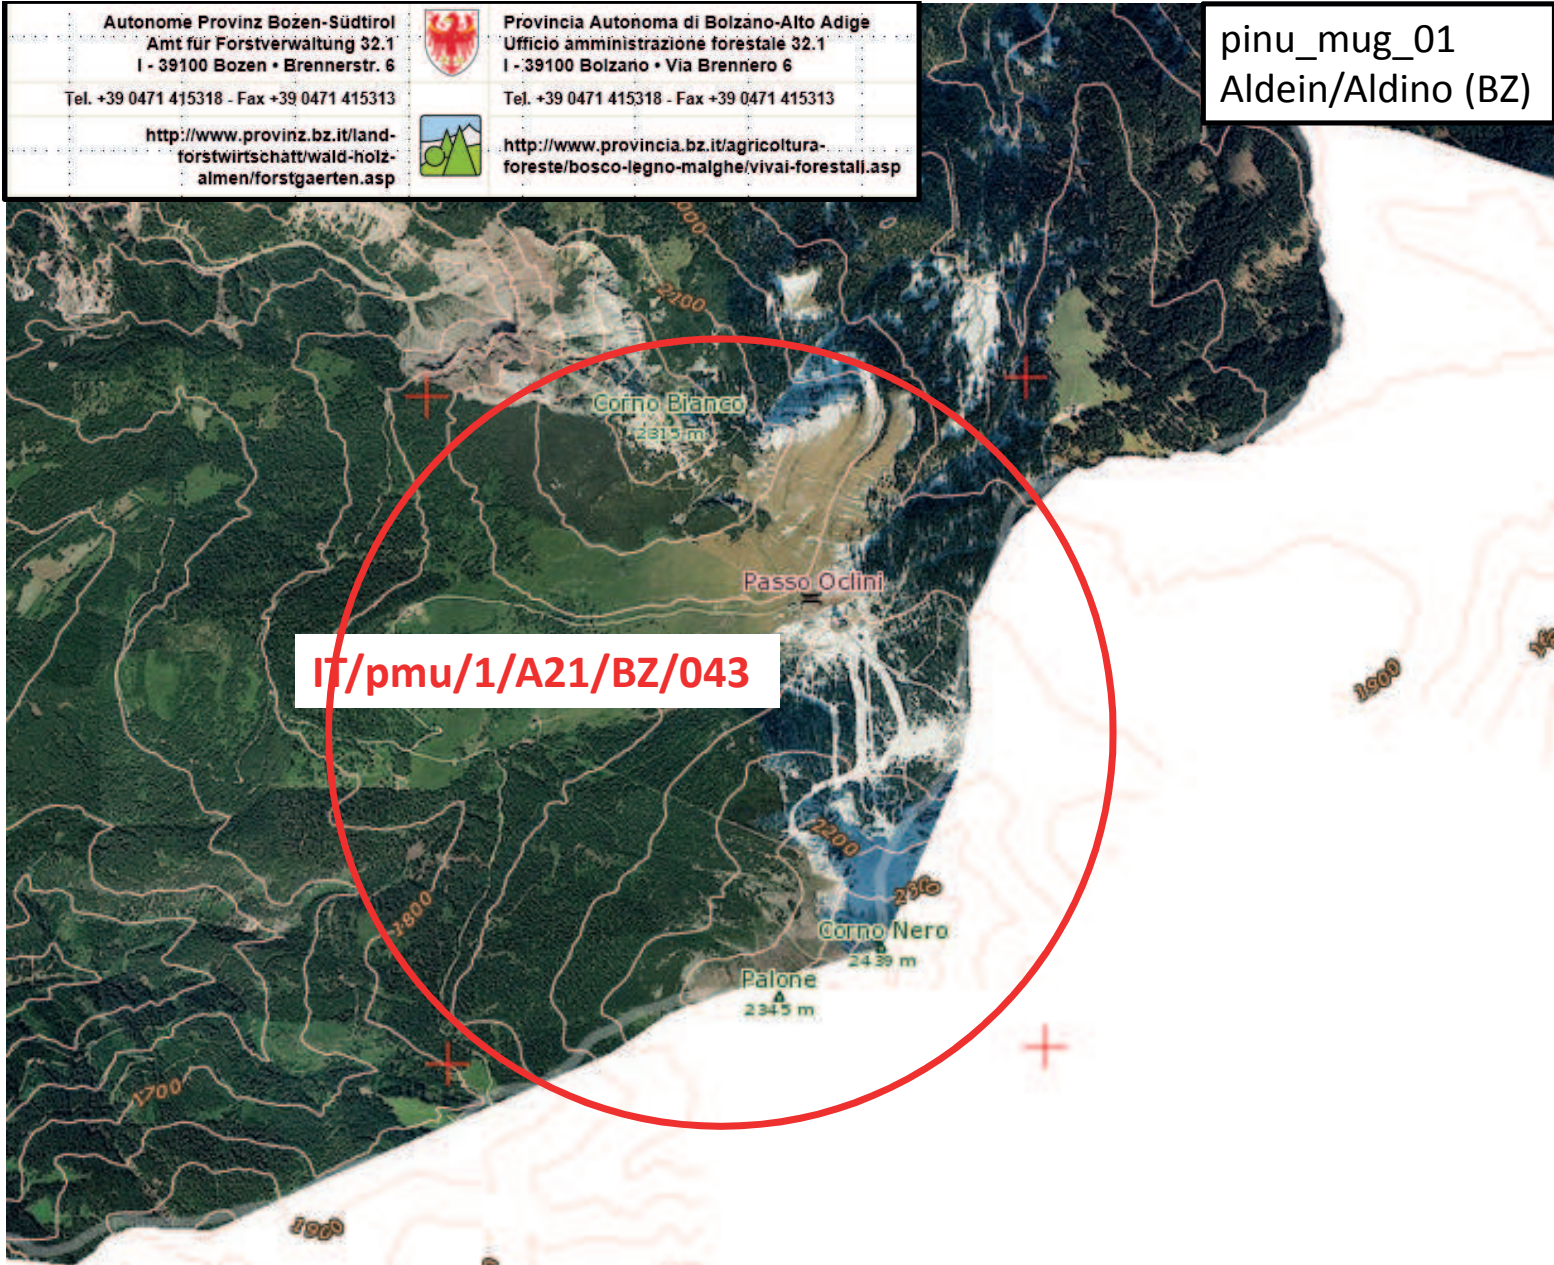 Autonome Provinz Bozen-Südtirol
Amt für Forstverwaltung 32.1
I - 39100 Bozen • Brennerstr. 6
Tel. +39 0471 415318 - Fax +39 0471 415313
http://www.provinz.bz.it/land-
forstwirtschaft/wald-holz-
almen/forstgaerten.asp
Provincia Autonoma di Bolzano-Alto Adige
Ufficio amministrazione forestale 32.1
I - 39100 Bolzano • Via Brennero 6
Tel. +39 0471 415318 - Fax +39 0471 415313
http://www.provincia.bz.it/agricoltura-
foreste/bosco-legno-malghe/vivai-forestali.asp
pinu_mug_01
Aldein/Aldino (BZ)
2200
Corno Bianco
2315 m
Passo Oclini
IT/pmu/1/A21/BZ/043
1900
2200
2300
1800
Corno Nero
2439 m
Palone
2345 m
1700
1900